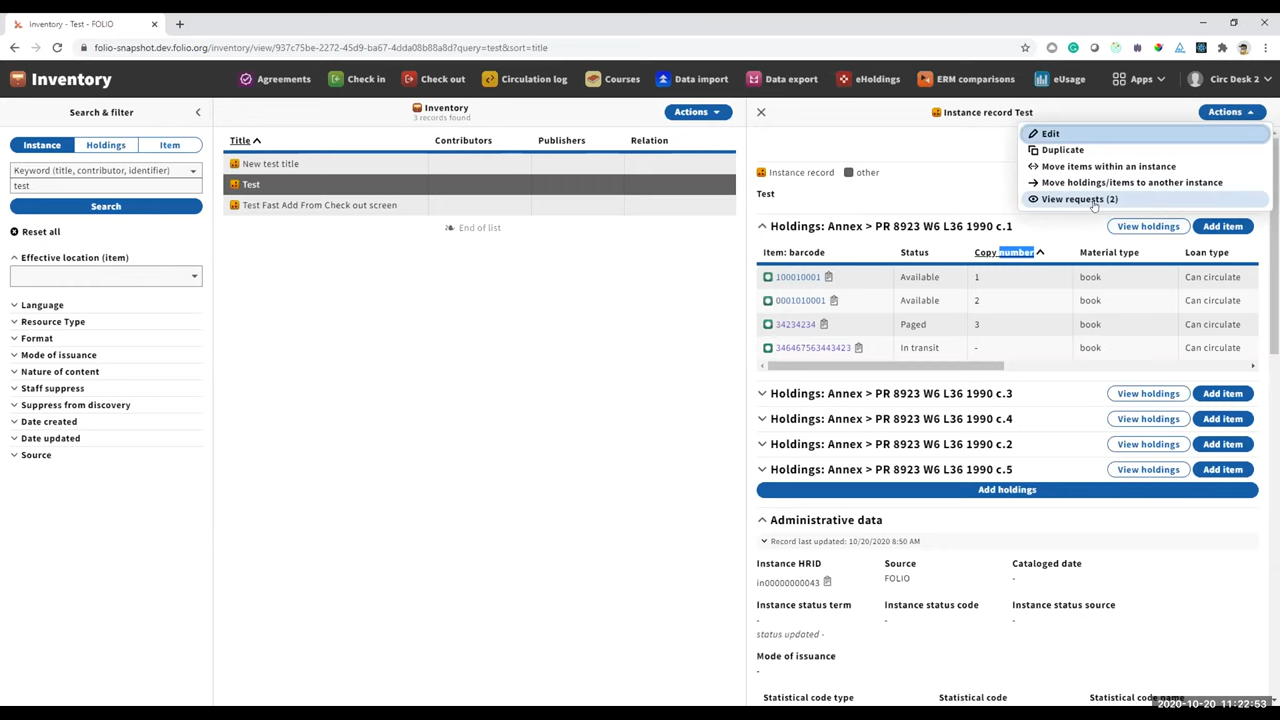 Inventory - Test - FOLIO
folio-snapshot.dev.folio.org/inventory/view/937c75be-2272-45d9-ba67-4dda08b88a8d?query=test&sort=title
Inventory
Agreements
Check in
Check out
Circulation log
Courses
Data import
Data export
eHoldings
ERM comparisons
eUsage
Apps
Circ Desk 2
Search & filter
Instance Holdings Item
Keyword (title, contributor, identifier)
test
Search
Reset all
Effective location (item)
Language
Resource Type
Format
Mode of issuance
Nature of content
Staff suppress
Suppress from discovery
Date created
Date updated
Source
Inventory
3 records found
Actions
Title Contributors Publishers Relation
New test title
Test
Test Fast Add From Check out screen
End of list
Instance record Test
Actions
Edit
Duplicate
Move items within an instance
Move holdings/items to another instance
View requests (2)
Instance record other
Test
Holdings: Annex > PR 8923 W6 L36 1990 c.1 View holdings Add item
Item: barcode Status Copy number Material type Loan type
100010001 Available 1 book Can circulate
0001010001 Available 2 book Can circulate
34234234 Paged 3 book Can circulate
346467563443423 In transit - book Can circulate
Holdings: Annex > PR 8923 W6 L36 1990 c.3 View holdings Add item
Holdings: Annex > PR 8923 W6 L36 1990 c.4 View holdings Add item
Holdings: Annex > PR 8923 W6 L36 1990 c.2 View holdings Add item
Holdings: Annex > PR 8923 W6 L36 1990 c.5 View holdings Add item
Add holdings
Administrative data
Record last updated: 10/20/2020 8:50 AM
Instance HRID Source Cataloged date
in00000000043 FOLIO -
Instance status term Instance status code Instance status source
- - -
status updated -
Mode of issuance
-
Statistical code type Statistical code Statistical code name
2020-10-20 11:22:53